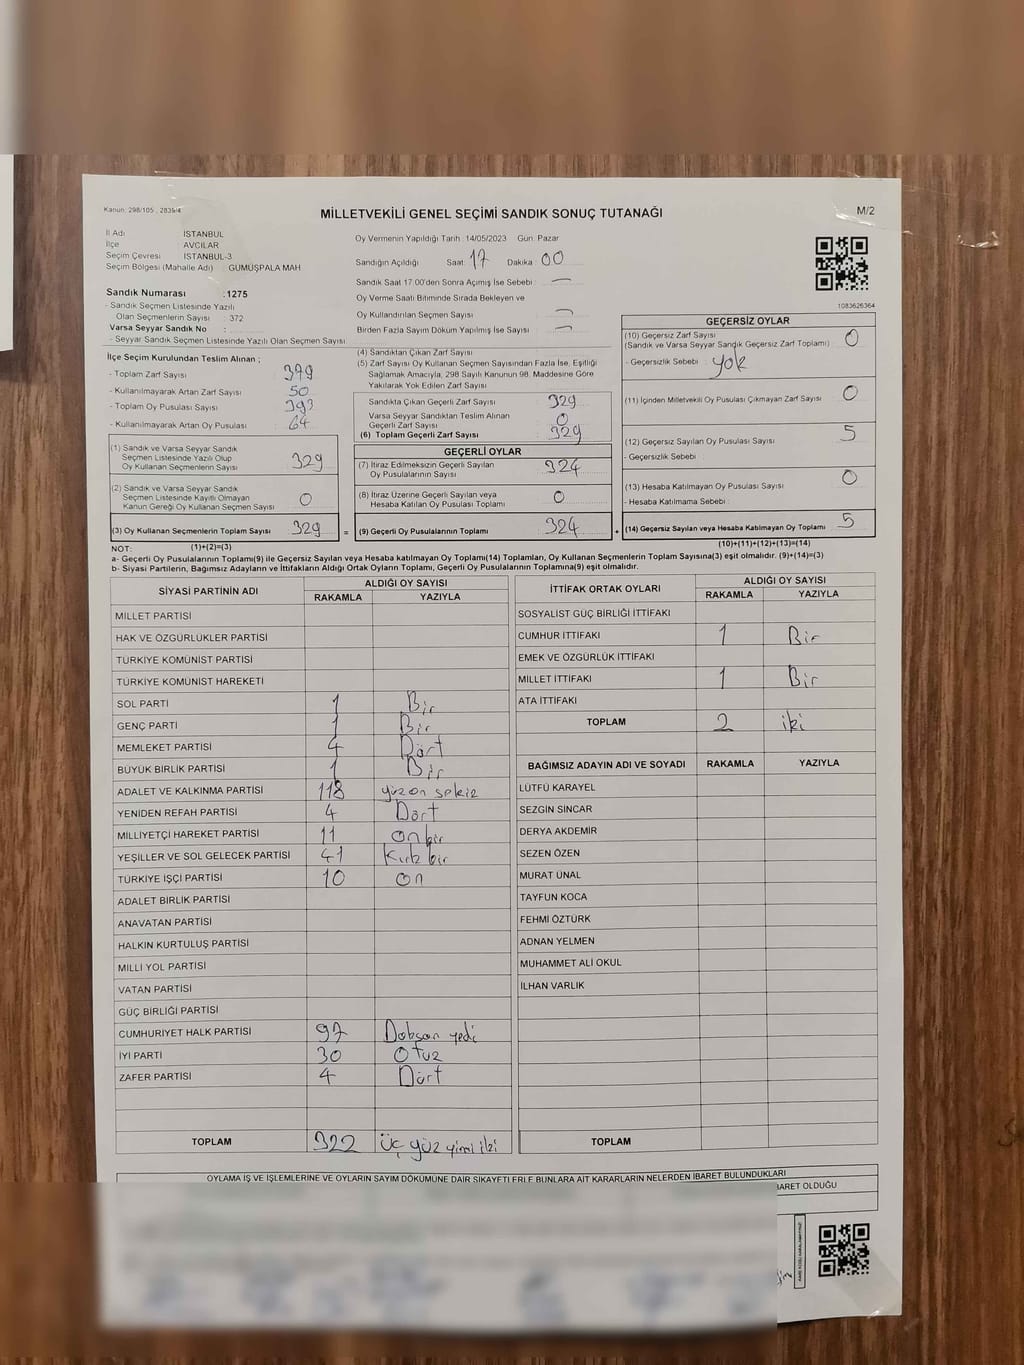 Kanun: 298/105 , 2839/4
MİLLETVEKİLİ GENEL SEÇİMİ SANDIK SONUÇ TUTANAĞI
M/2
İl Adı İSTANBUL
İlçe AVCILAR
Seçim Çevresi İSTANBUL-3
Seçim Bölgesi (Mahalle Adı) : GÜMÜŞPALA MAH
Sandık Numarası :1275
- Sandık Seçmen Listesinde Yazılı
Olan Seçmenlerin Sayısı : 372
Varsa Seyyar Sandık No :
- Seyyar Sandık Seçmen Listesinde Yazılı Olan Seçmen Sayısı
Oy Vermenin Yapıldığı Tarih :14/05/2023 Gün: Pazar
Sandığın Açıldığı Saat: 17 Dakika: 00
Sandık Saat 17.00'den Sonra Açımış İse Sebebi : —
Oy Verme Saati Bitiminde Sırada Bekleyen ve
Oy Kullandırılan Seçmen Sayısı : —
Birden Fazla Sayım Döküm Yapılmış İse Sayısı : —
1083626364
İlçe Seçim Kurulundan Teslim Alınan ;
- Toplam Zarf Sayısı : 379
- Kullanılmayarak Artan Zarf Sayısı : 50
- Toplam Oy Pusulası Sayısı : 393
- Kullanılmayarak Artan Oy Pusulası : 64
(4) Sandıktan Çıkan Zarf Sayısı
(5) Zarf Sayısı Oy Kullanan Seçmen Sayısından Fazla İse, Eşitliği
Sağlamak Amacıyla, 298 Sayılı Kanunun 98. Maddesine Göre
Yakılarak Yok Edilen Zarf Sayısı
Sandıkta Çıkan Geçerli Zarf Sayısı : 329
Varsa Seyyar Sandıktan Teslim Alınan
Geçerli Zarf Sayısı : 0
(6) Toplam Geçerli Zarf Sayısı : 329
GEÇERSİZ OYLAR
(10) Geçersiz Zarf Sayısı
(Sandık ve Varsa Seyyar Sandık Geçersiz Zarf Toplamı) : 0
- Geçersizlik Sebebi : yok
(11) İçinden Milletvekili Oy Pusulası Çıkmayan Zarf Sayısı : 0
(12) Geçersiz Sayılan Oy Pusulası Sayısı : 5
- Geçersizlik Sebebi :
(13) Hesaba Katılmayan Oy Pusulası Sayısı : 0
- Hesaba Katılmama Sebebi :
(14) Geçersiz Sayılan veya Hesaba Katılmayan Oy Toplamı : 5
(10)+(11)+(12)+(13)=(14)
(1) Sandık ve Varsa Seyyar Sandık
Seçmen Listesinde Yazılı Olup
Oy Kullanan Seçmenlerin Sayısı 329
(2) Sandık ve Varsa Seyyar Sandık
Seçmen Listesinde Kayıtlı Olmayan
Kanun Gereği Oy Kullanan Seçmen Sayısı 0
(3) Oy Kullanan Seçmenlerin Toplam Sayısı 329 =
(1)+(2)=(3)
GEÇERLİ OYLAR
(7) İtiraz Edilmeksizin Geçerli Sayılan
Oy Pusulalarının Sayısı : 324
(8) İtiraz Üzerine Geçerli Sayılan veya
Hesaba Katılan Oy Pusulası Toplamı : 0
(9) Geçerli Oy Pusulalarının Toplamı : 324 +
NOT:
a- Geçerli Oy Pusulalarının Toplamı(9) ile Geçersiz Sayılan veya Hesaba katılmayan Oy Toplamı(14) Toplamları, Oy Kullanan Seçmenlerin Toplam Sayısına(3) eşit olmalıdır. (9)+(14)=(3)
b- Siyasi Partilerin, Bağımsız Adayların ve İttifakların Aldığı Ortak Oyların Toplamı, Geçerli Oy Pusulalarının Toplamına(9) eşit olmalıdır.
SİYASİ PARTİNİN ADI ALDIĞI OY SAYISI
RAKAMLA YAZIYLA
MİLLET PARTİSİ
HAK VE ÖZGÜRLÜKLER PARTİSİ
TÜRKİYE KOMÜNİST PARTİSİ
TÜRKİYE KOMÜNİST HAREKETİ
SOL PARTİ 1 Bir
GENÇ PARTİ 1 Bir
MEMLEKET PARTİSİ 4 Dört
BÜYÜK BİRLİK PARTİSİ 1 Bir
ADALET VE KALKINMA PARTİSİ 118 yüz on sekiz
YENİDEN REFAH PARTİSİ 4 Dört
MİLLİYETÇİ HAREKET PARTİSİ 11 on bir
YEŞİLLER VE SOL GELECEK PARTİSİ 41 Kırk bir
TÜRKİYE İŞÇİ PARTİSİ 10 on
ADALET BİRLİK PARTİSİ
ANAVATAN PARTİSİ
HALKIN KURTULUŞ PARTİSİ
MİLLİ YOL PARTİSİ
VATAN PARTİSİ
GÜÇ BİRLİĞİ PARTİSİ
CUMHURİYET HALK PARTİSİ 97 Doksan yedi
İYİ PARTİ 30 Otuz
ZAFER PARTİSİ 4 Dört
TOPLAM 322 Üç yüz yirmi iki
İTTİFAK ORTAK OYLARI ALDIĞI OY SAYISI
RAKAMLA YAZIYLA
SOSYALİST GÜÇ BİRLİĞİ İTTİFAKI
CUMHUR İTTİFAKI 1 Bir
EMEK VE ÖZGÜRLÜK İTTİFAKI
MİLLET İTTİFAKI 1 Bir
ATA İTTİFAKI
TOPLAM 2 iki
BAĞIMSIZ ADAYIN ADI VE SOYADI RAKAMLA YAZIYLA
LÜTFÜ KARAYEL
SEZGİN SİNCAR
DERYA AKDEMİR
SEZEN ÖZEN
MURAT ÜNAL
TAYFUN KOCA
FEHMİ ÖZTÜRK
ADNAN YELMEN
MUHAMMET ALİ OKUL
İLHAN VARLIK
TOPLAM
OYLAMA İŞ VE İŞLEMLERİNE VE OYLARIN SAYIM DÖKÜMÜNE DAİR ŞİKAYETLERLE BUNLARA AİT KARARLARIN NELERDEN İBARET BULUNDUKLARI
İBARET OLDUĞU